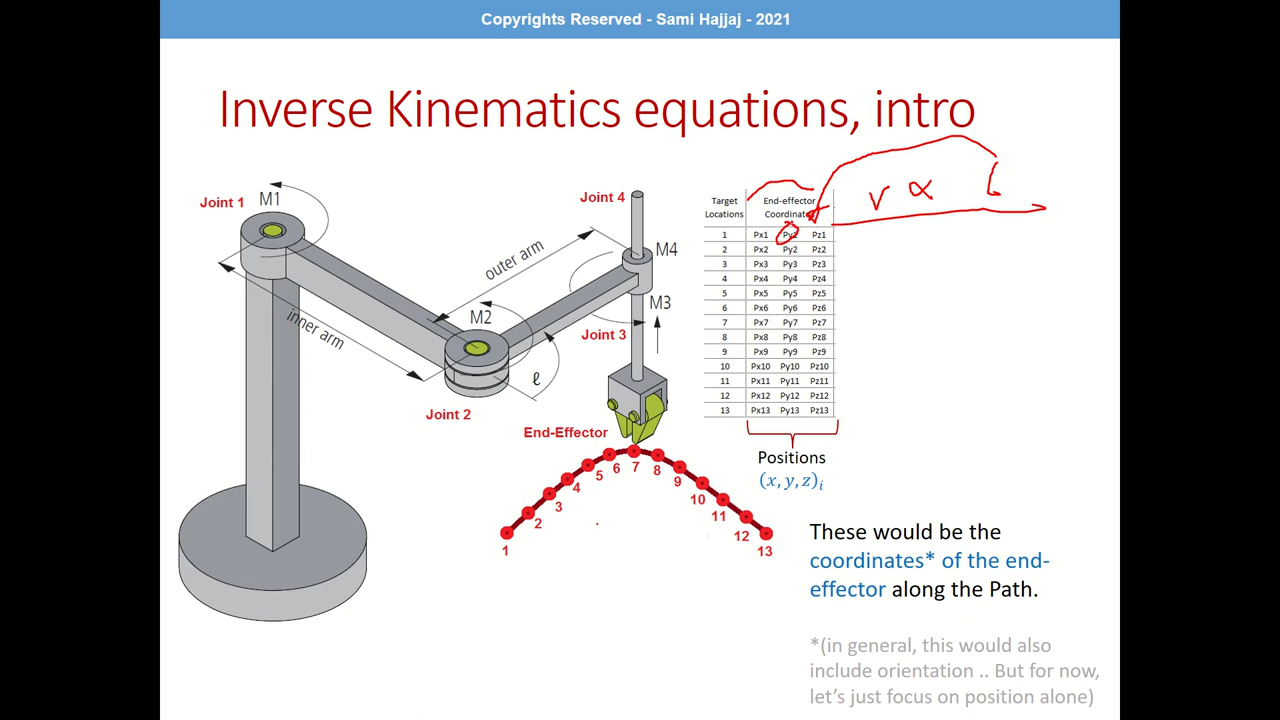 Copyrights Reserved - Sami Hajjaj - 2021
Inverse Kinematics equations, intro
Joint 1
M1
inner arm
outer arm
M2
Joint 2
ℓ
Joint 4
M4
M3
Joint 3
End-Effector
1
2
3
4
5
6
7
8
9
10
11
12
13
Target End-effector
Locations Coordinates
1 Px1 Py1 Pz1
2 Px2 Py2 Pz2
3 Px3 Py3 Pz3
4 Px4 Py4 Pz4
5 Px5 Py5 Pz5
6 Px6 Py6 Pz6
7 Px7 Py7 Pz7
8 Px8 Py8 Pz8
9 Px9 Py9 Pz9
10 Px10 Py10 Pz10
11 Px11 Py11 Pz11
12 Px12 Py12 Pz12
13 Px13 Py13 Pz13
Positions
(x, y, z)i
These would be the
coordinates* of the end-
effector along the Path.
*(in general, this would also
include orientation .. But for now,
let's just focus on position alone)